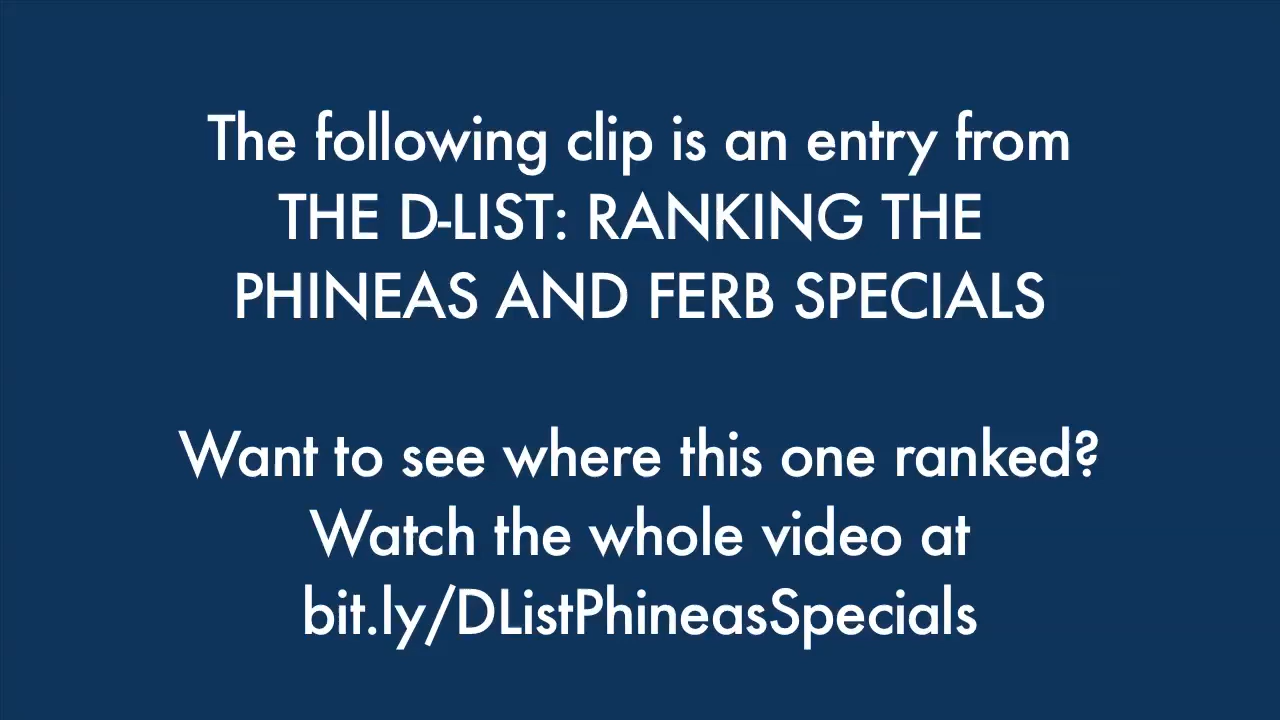 The following clip is an entry from
THE D-LIST: RANKING THE
PHINEAS AND FERB SPECIALS
Want to see where this one ranked?
Watch the whole video at
bit.ly/DListPhineasSpecials